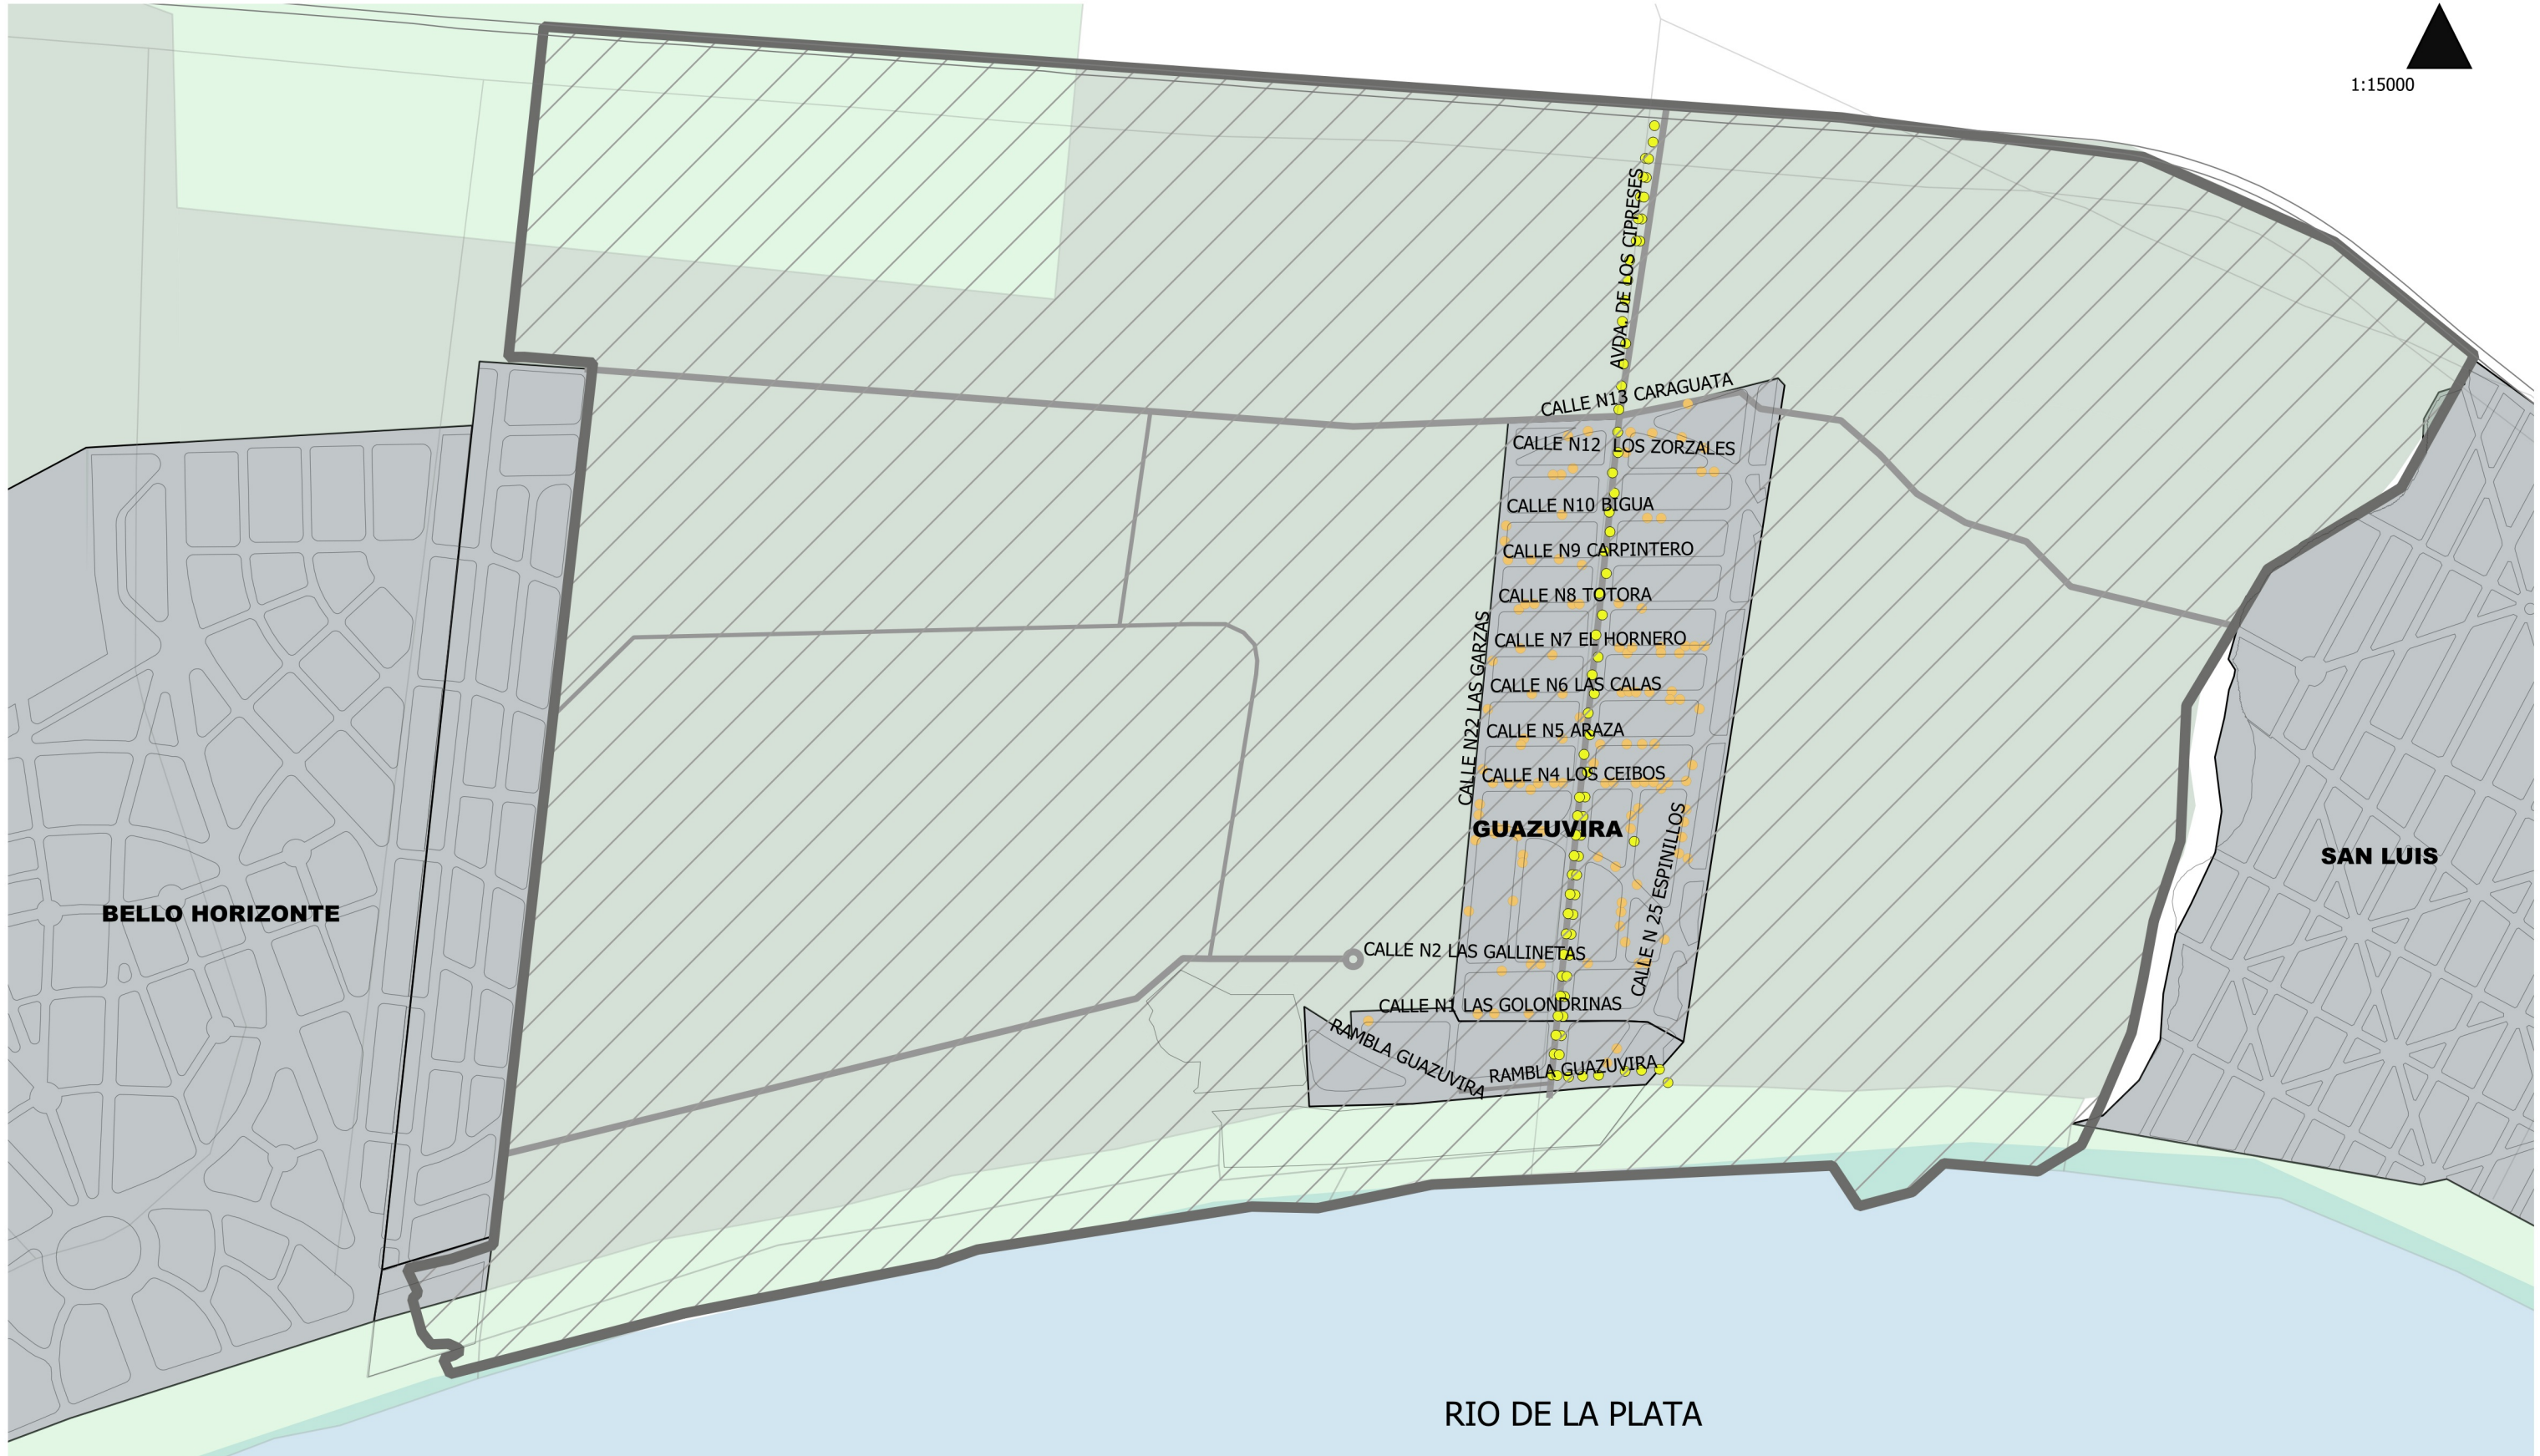 1:15000
AVDA. DE LOS CIPRESES
CALLE N13 CARAGUATA
CALLE N12 LOS ZORZALES
CALLE N10 BIGUA
CALLE N9 CARPINTERO
CALLE N8 TOTORA
CALLE N7 EL HORNERO
CALLE N22 LAS GARZAS
CALLE N6 LAS CALAS
CALLE N5 ARAZA
CALLE N4 LOS CEIBOS
GUAZUVIRA
SAN LUIS
BELLO HORIZONTE
CALLE N 25 ESPINILLOS
CALLE N2 LAS GALLINETAS
CALLE N1 LAS GOLONDRINAS
RAMBLA GUAZUVIRA
RAMBLA GUAZUVIRA
RIO DE LA PLATA